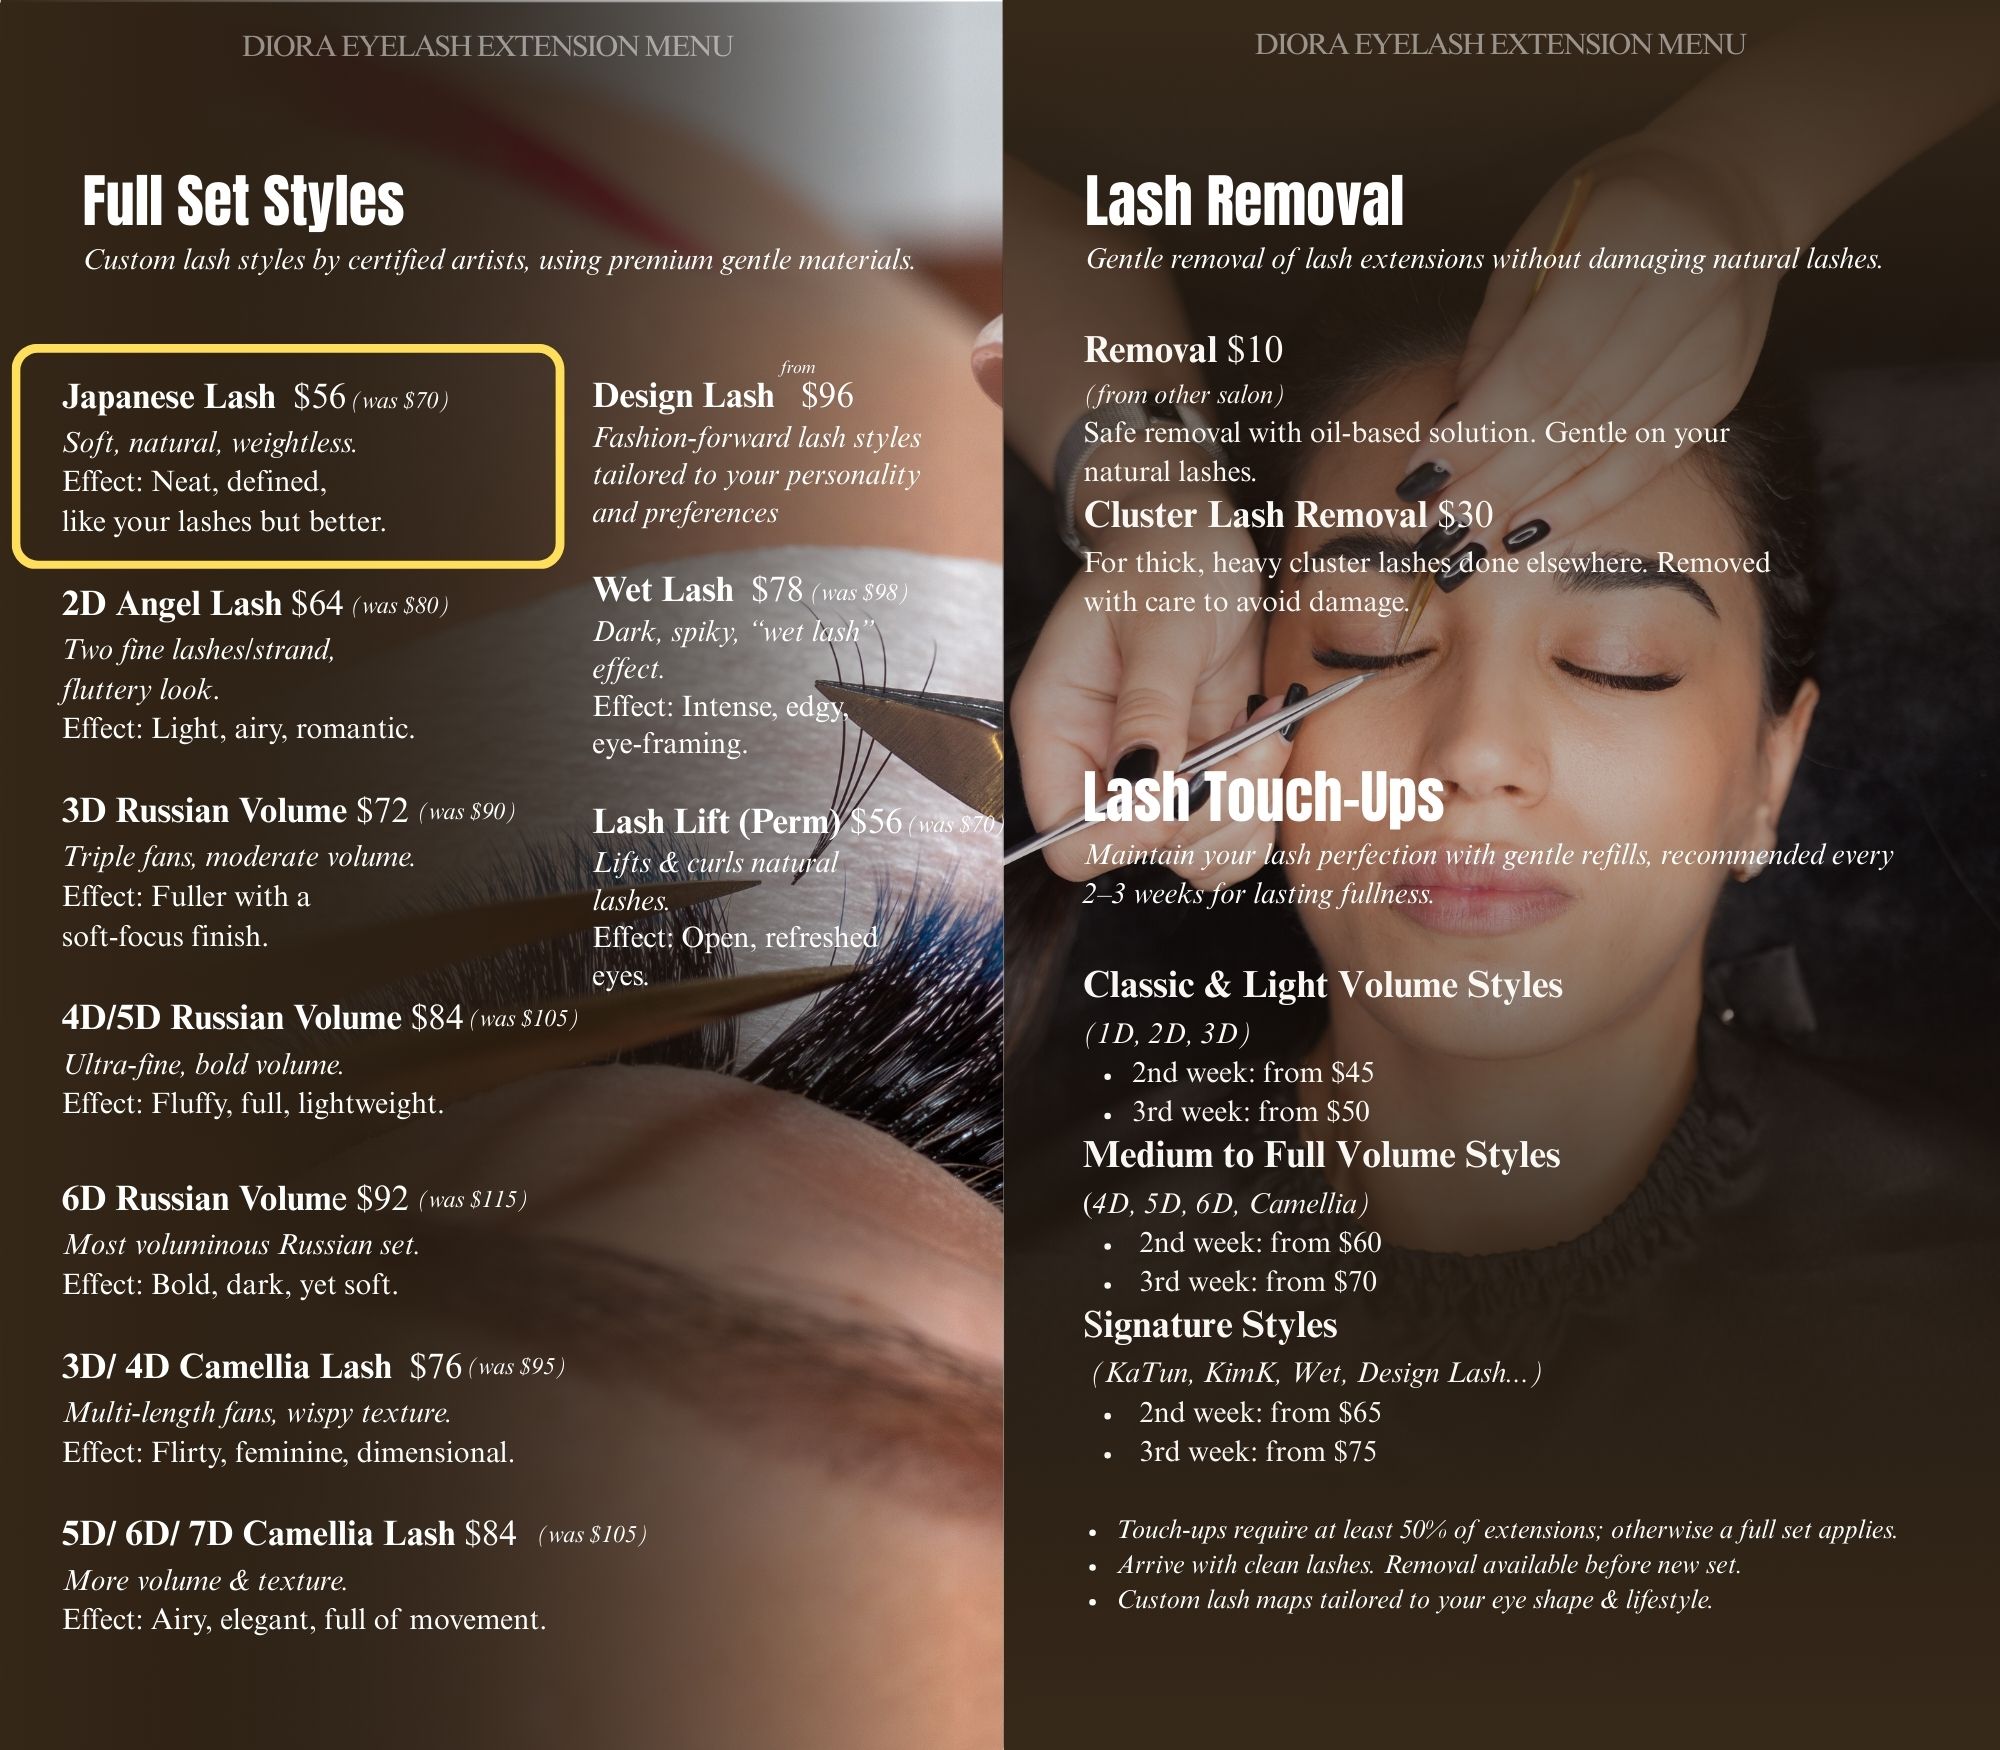 DIORA EYELASH EXTENSION MENU
Full Set Styles
Custom lash styles by certified artists, using premium gentle materials.
Japanese Lash $56 (was $70)
Soft, natural, weightless.
Effect: Neat, defined,
like your lashes but better.
2D Angel Lash $64 (was $80)
Two fine lashes/strand,
fluttery look.
Effect: Light, airy, romantic.
3D Russian Volume $72 (was $90)
Triple fans, moderate volume.
Effect: Fuller with a
soft-focus finish.
4D/5D Russian Volume $84 (was $105)
Ultra-fine, bold volume.
Effect: Fluffy, full, lightweight.
6D Russian Volume $92 (was $115)
Most voluminous Russian set.
Effect: Bold, dark, yet soft.
3D/ 4D Camellia Lash $76 (was $95)
Multi-length fans, wispy texture.
Effect: Flirty, feminine, dimensional.
5D/ 6D/ 7D Camellia Lash $84 (was $105)
More volume & texture.
Effect: Airy, elegant, full of movement.
from
Design Lash $96
Fashion-forward lash styles
tailored to your personality
and preferences
Wet Lash $78 (was $98)
Dark, spiky, “wet lash”
effect.
Effect: Intense, edgy,
eye-framing.
Lash Lift (Perm) $56 (was $70)
Lifts & curls natural
lashes.
Effect: Open, refreshed
eyes.
DIORA EYELASH EXTENSION MENU
Lash Removal
Gentle removal of lash extensions without damaging natural lashes.
Removal $10
(from other salon)
Safe removal with oil-based solution. Gentle on your
natural lashes.
Cluster Lash Removal $30
For thick, heavy cluster lashes done elsewhere. Removed
with care to avoid damage.
Lash Touch-Ups
Maintain your lash perfection with gentle refills, recommended every
2–3 weeks for lasting fullness.
Classic & Light Volume Styles
(1D, 2D, 3D)
• 2nd week: from $45
• 3rd week: from $50
Medium to Full Volume Styles
(4D, 5D, 6D, Camellia)
• 2nd week: from $60
• 3rd week: from $70
Signature Styles
(KaTun, KimK, Wet, Design Lash...)
• 2nd week: from $65
• 3rd week: from $75
• Touch-ups require at least 50% of extensions; otherwise a full set applies.
• Arrive with clean lashes. Removal available before new set.
• Custom lash maps tailored to your eye shape & lifestyle.